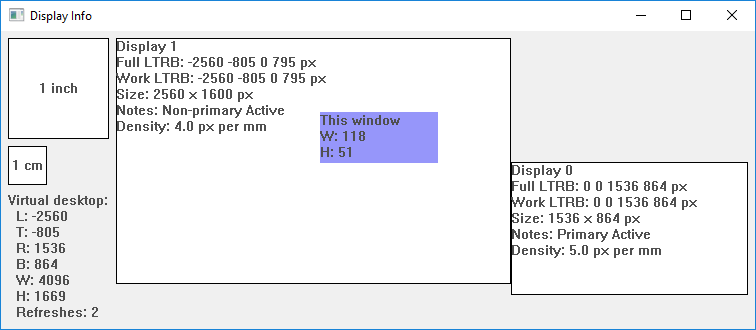 Display Info
1 inch
1 cm
Virtual desktop:
L: -2560
T: -805
R: 1536
B: 864
W: 4096
H: 1669
Refreshes: 2
Display 1
Full LTRB: -2560 -805 0 795 px
Work LTRB: -2560 -805 0 795 px
Size: 2560 x 1600 px
Notes: Non-primary Active
Density: 4.0 px per mm
This window
W: 118
H: 51
Display 0
Full LTRB: 0 0 1536 864 px
Work LTRB: 0 0 1536 864 px
Size: 1536 x 864 px
Notes: Primary Active
Density: 5.0 px per mm